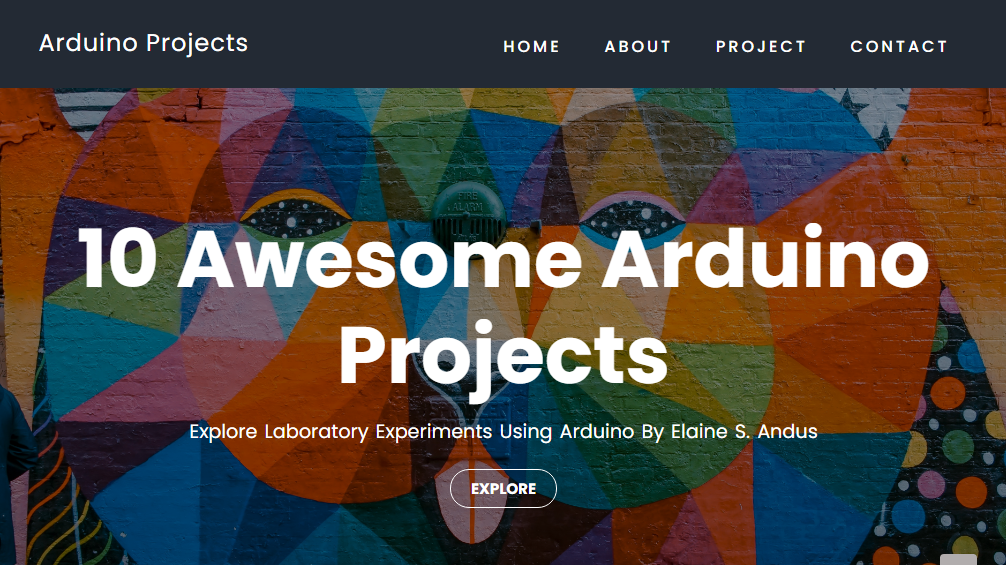 Arduino Projects
HOME ABOUT PROJECT CONTACT
ALARM
10 Awesome Arduino
Projects
Explore Laboratory Experiments Using Arduino By Elaine S. Andus
EXPLORE